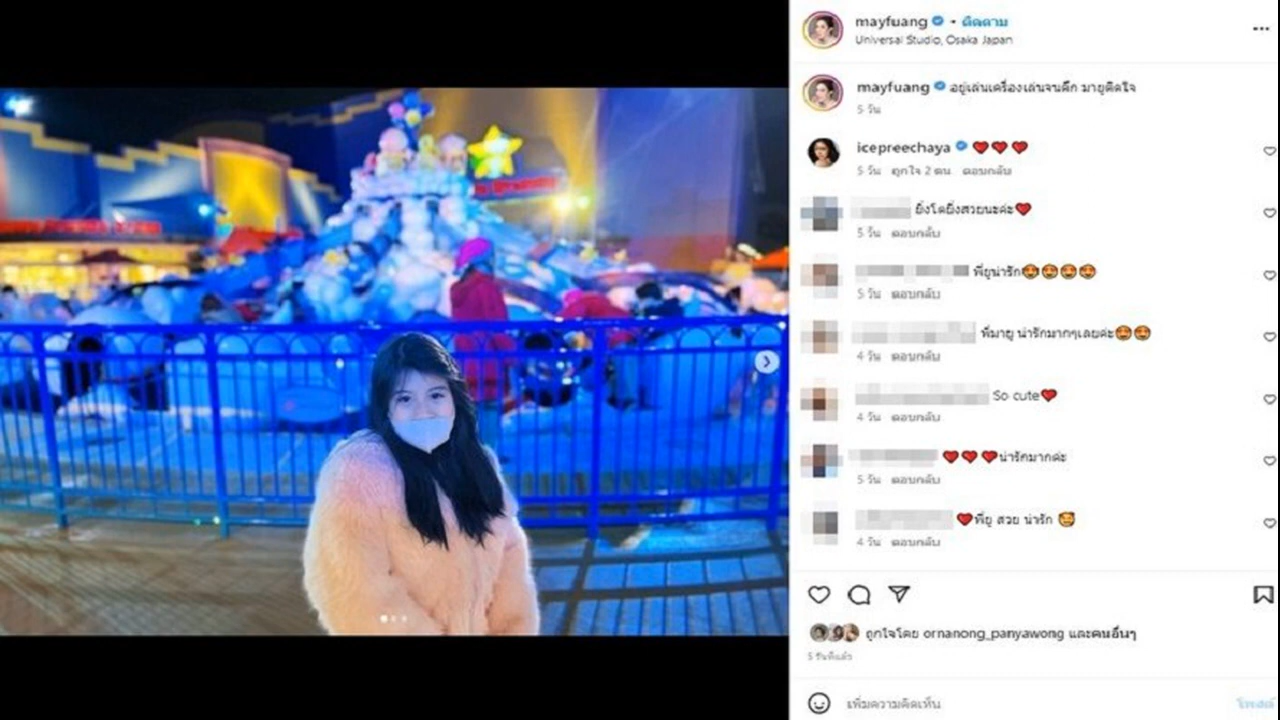 mayfuang • ติดตาม
Universal Studio, Osaka Japan
mayfuang อยู่เล่นเครื่องเล่นจนดึก มายูติดใจ
5 วัน
icepreechaya ❤❤❤
5 วัน ถูกใจ 2 คน ตอบกลับ
ยิ่งโตยิ่งสวยนะค่ะ❤
5 วัน ตอบกลับ
พี่ยูน่ารัก🥰🥰🥰🥰
5 วัน ตอบกลับ
พี่มายู น่ารักมากๆเลยค่ะ🥰🥰
4 วัน ตอบกลับ
So cute❤
4 วัน ตอบกลับ
❤❤❤น่ารักมากค่ะ
5 วัน ตอบกลับ
❤พี่ยู สวย น่ารัก 🥰
4 วัน ตอบกลับ
ถูกใจโดย ornanong_panyawong และคนอื่นๆ
5 วันที่แล้ว
เพิ่มความคิดเห็น
โพสต์